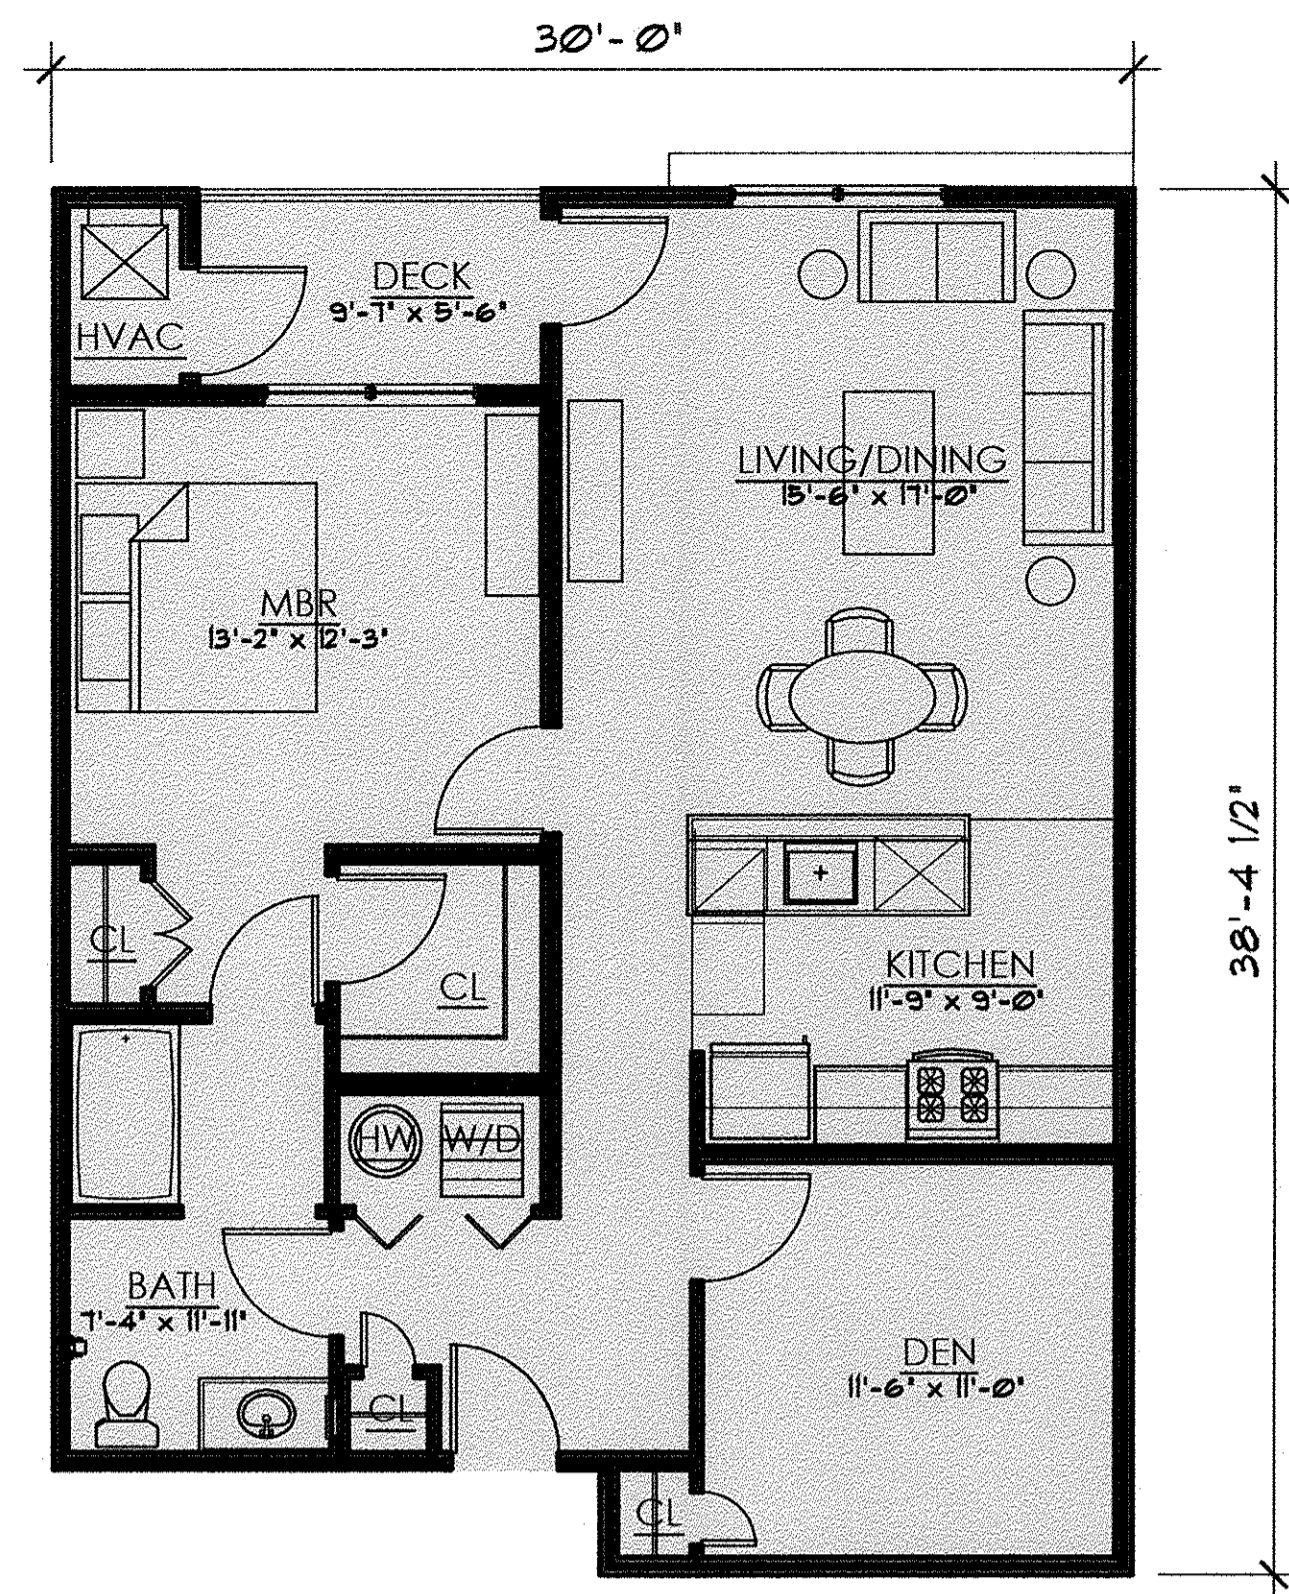 30'-0"
DECK
9'-7" x 5'-6"
HVAC
LIVING/DINING
15'-6" x 17'-0"
MBR
13'-2" x 12'-3"
38'-4 1/2"
CL
CL
KITCHEN
11'-9" x 9'-0"
HW
W/D
BATH
7'-4" x 11'-11"
DEN
11'-6" x 11'-0"
CL
CL